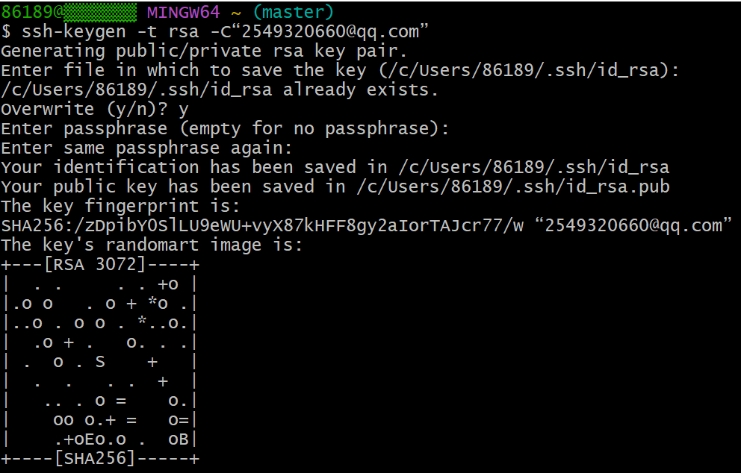 86189@ MINGW64 ~ (master)
$ ssh-keygen -t rsa -C“2549320660@qq.com”
Generating public/private rsa key pair.
Enter file in which to save the key (/c/Users/86189/.ssh/id_rsa):
/c/Users/86189/.ssh/id_rsa already exists.
Overwrite (y/n)? y
Enter passphrase (empty for no passphrase):
Enter same passphrase again:
Your identification has been saved in /c/Users/86189/.ssh/id_rsa
Your public key has been saved in /c/Users/86189/.ssh/id_rsa.pub
The key fingerprint is:
SHA256:/zDpibYOSlLU9eWU+vyX87kHFF8gy2aIorTAJcr77/w “2549320660@qq.com”
The key's randomart image is:
+---[RSA 3072]----+
|  . .     . . +o |
|.o o   . o + *o .|
|..o . o o . *..o.|
|  .o + .   o. . .|
| .  o . S    +   |
|  .  .   . .  +  |
|   .. . o =    o.|
|    oo o.+ =   o=|
|    .+oEo.o .  oB|
+----[SHA256]-----+